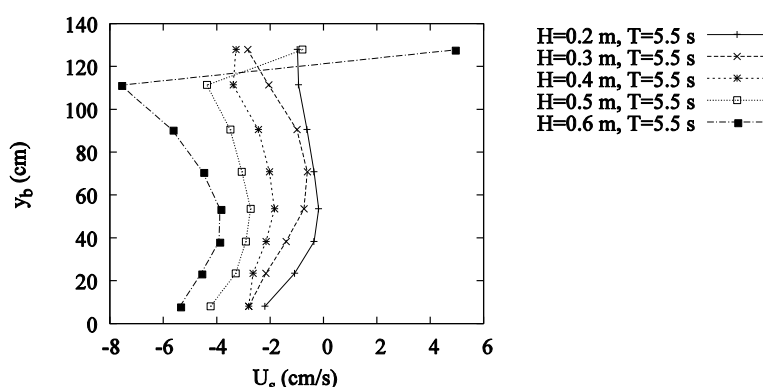 140
120
100
80
60
40
20
0
y_b (cm)
-8 -6 -4 -2 0 2 4 6
U_s (cm/s)
H=0.2 m, T=5.5 s
H=0.3 m, T=5.5 s
H=0.4 m, T=5.5 s
H=0.5 m, T=5.5 s
H=0.6 m, T=5.5 s